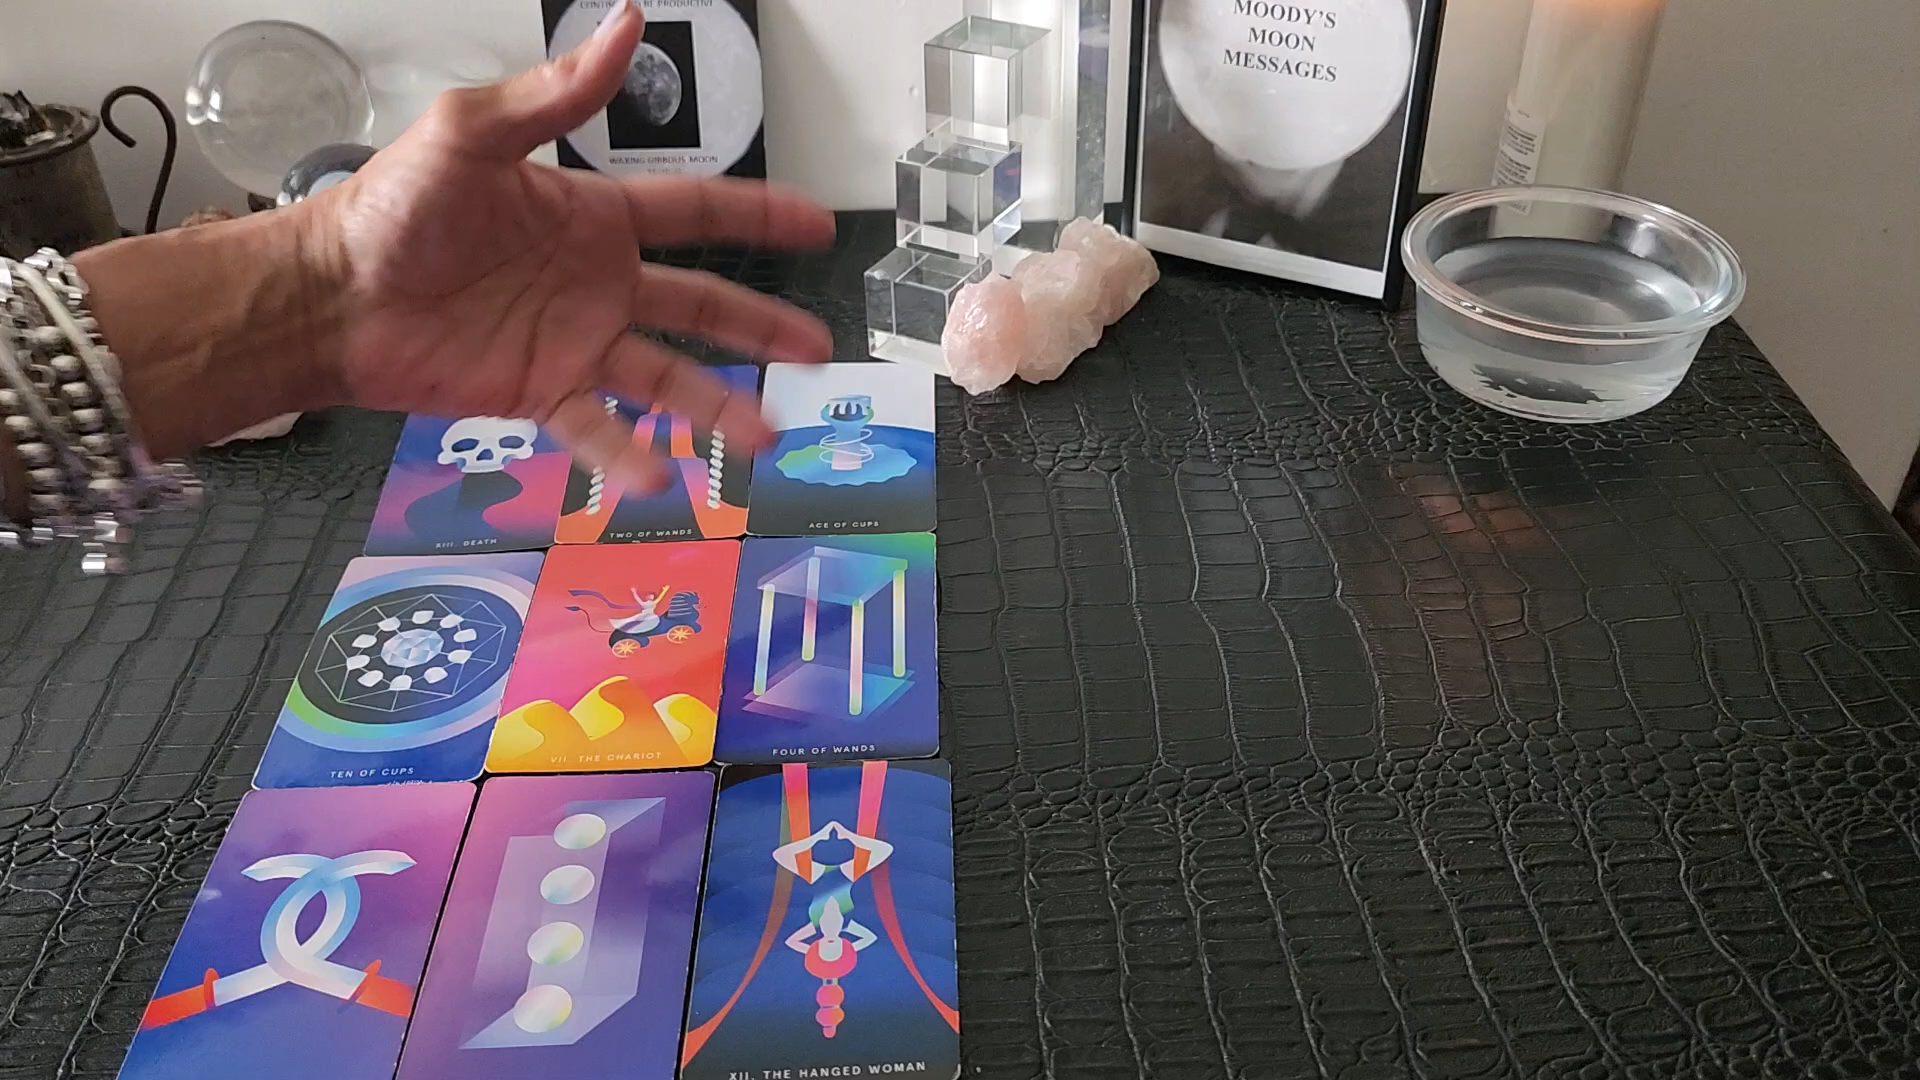 MOODY'S
MOON
MESSAGES
WAXING GIBBOUS MOON
XIII. DEATH
TWO OF WANDS
ACE OF CUPS
TEN OF CUPS
VII. THE CHARIOT
FOUR OF WANDS
XII. THE HANGED WOMAN